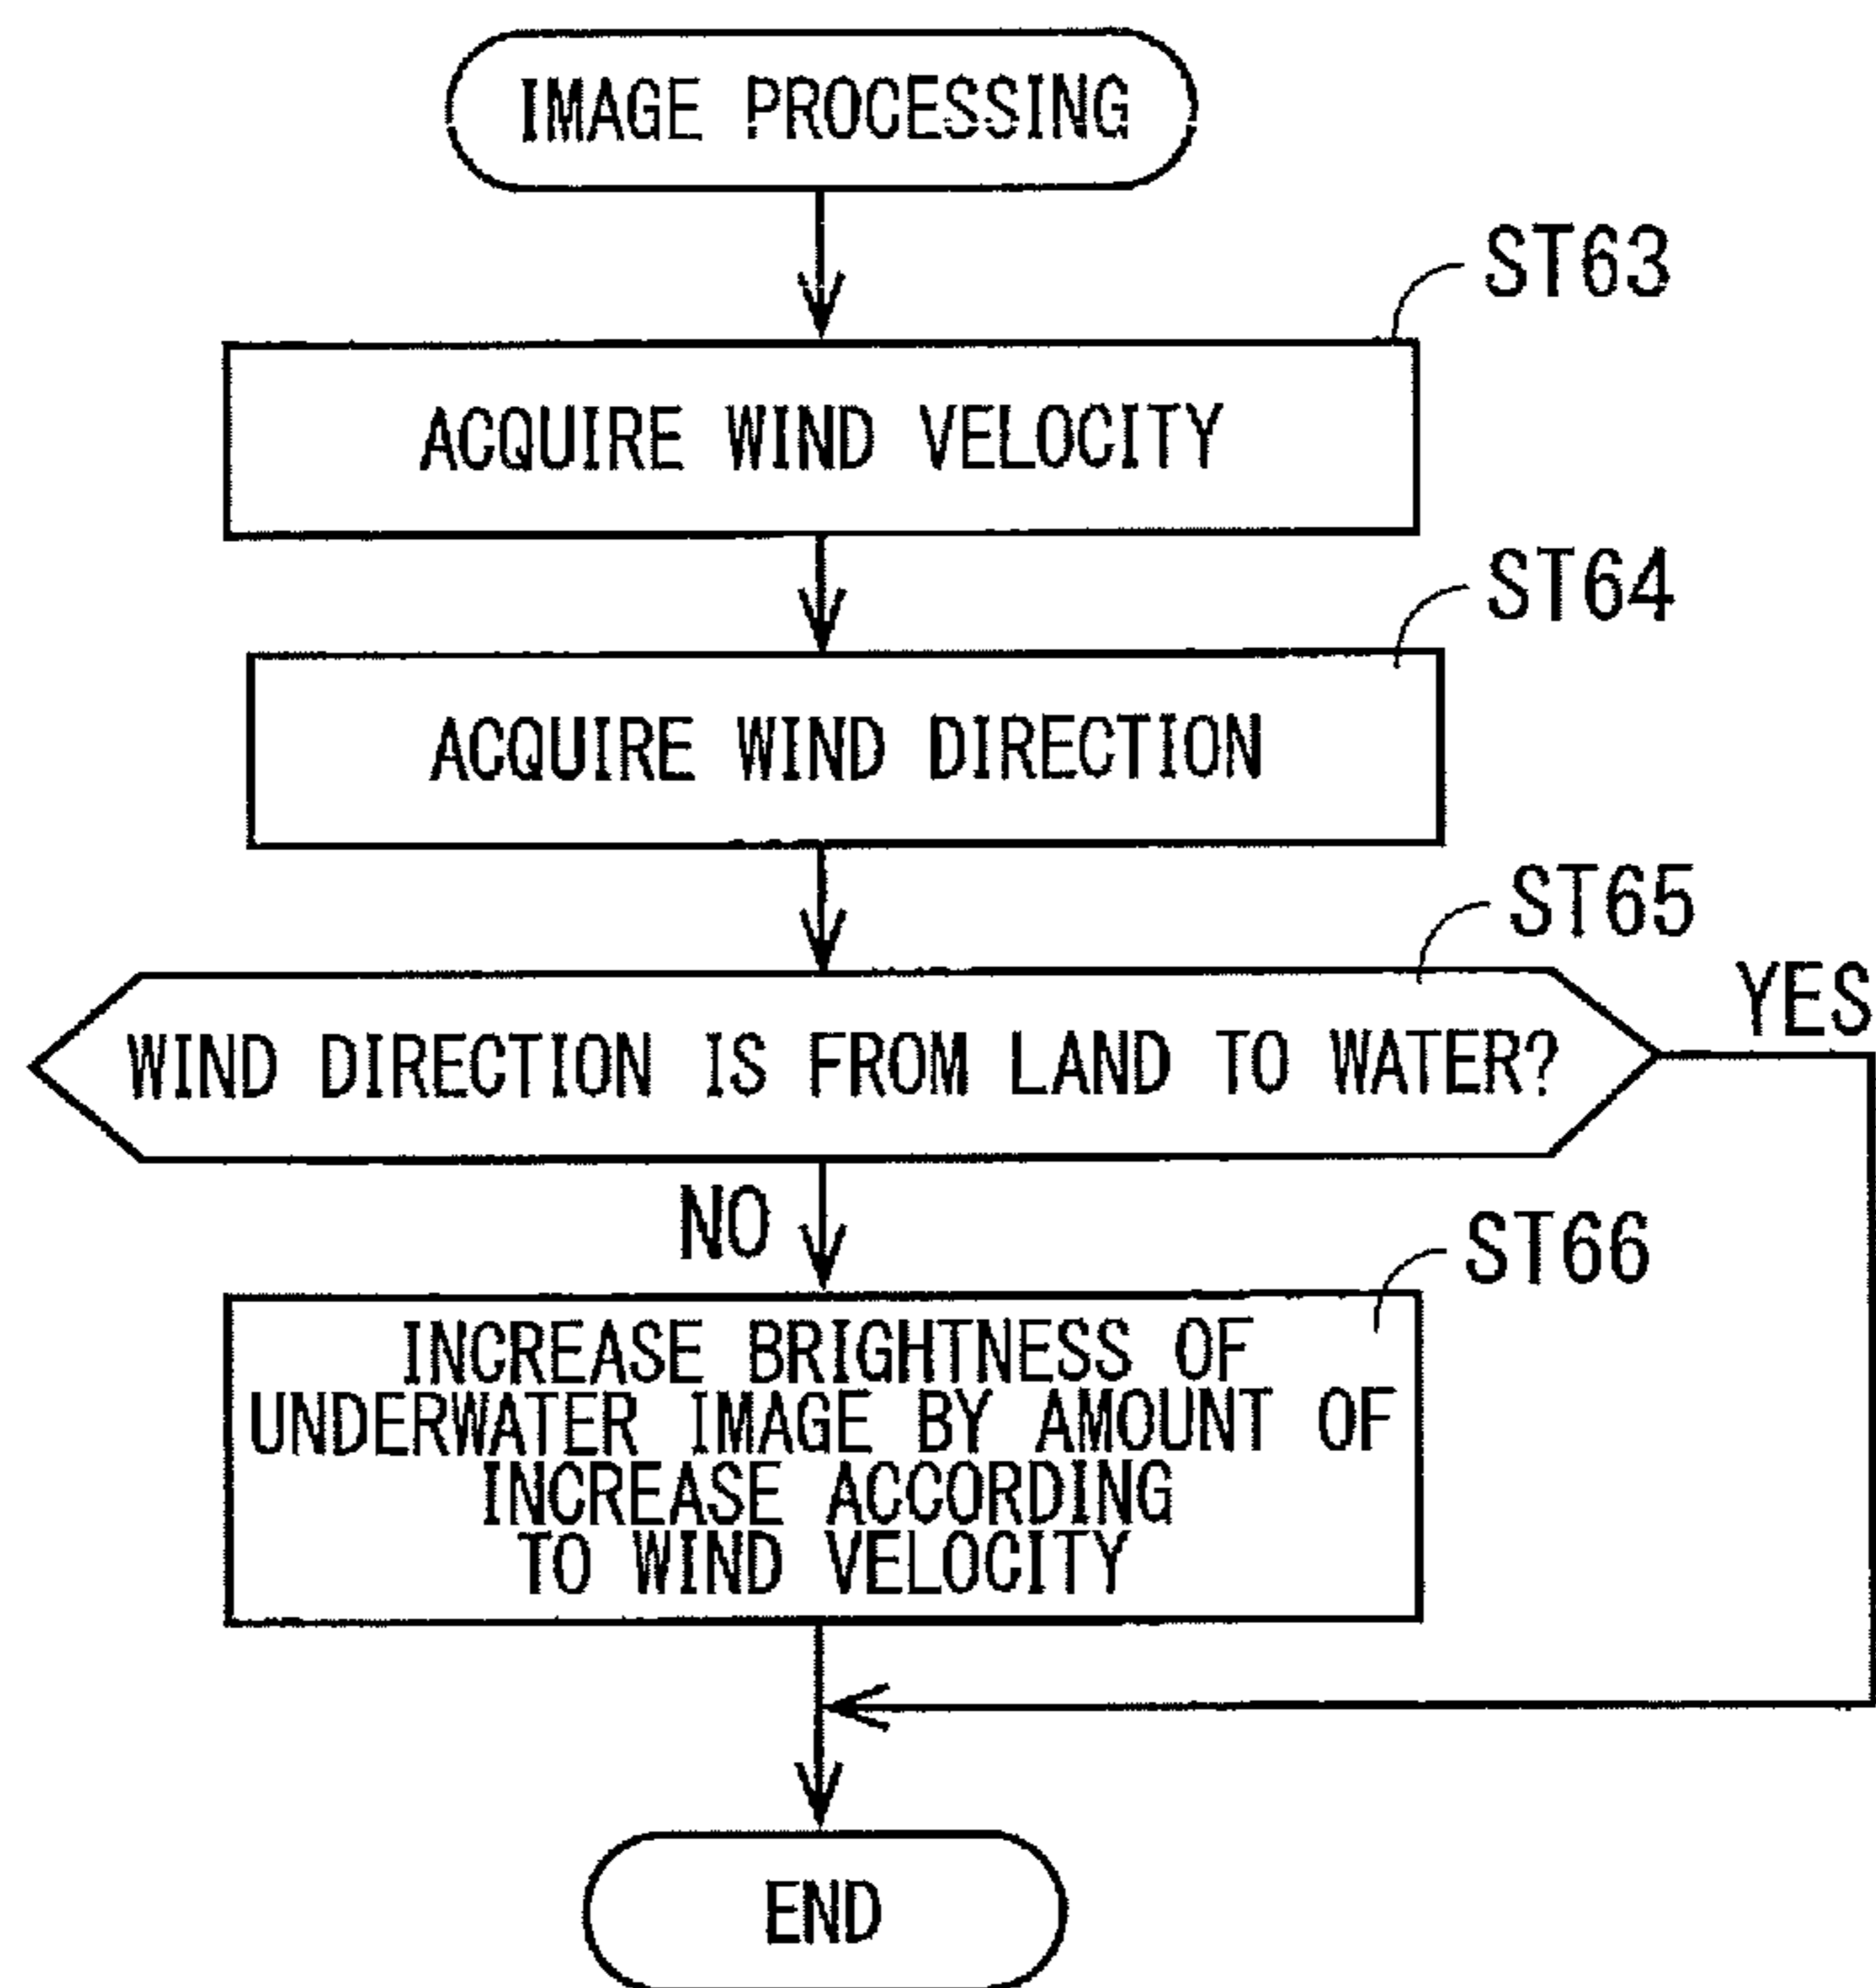 IMAGE PROCESSING
ST63
ACQUIRE WIND VELOCITY
ST64
ACQUIRE WIND DIRECTION
ST65
YES
WIND DIRECTION IS FROM LAND TO WATER?
NO
ST66
INCREASE BRIGHTNESS OF
UNDERWATER IMAGE BY AMOUNT OF
INCREASE ACCORDING
TO WIND VELOCITY
END